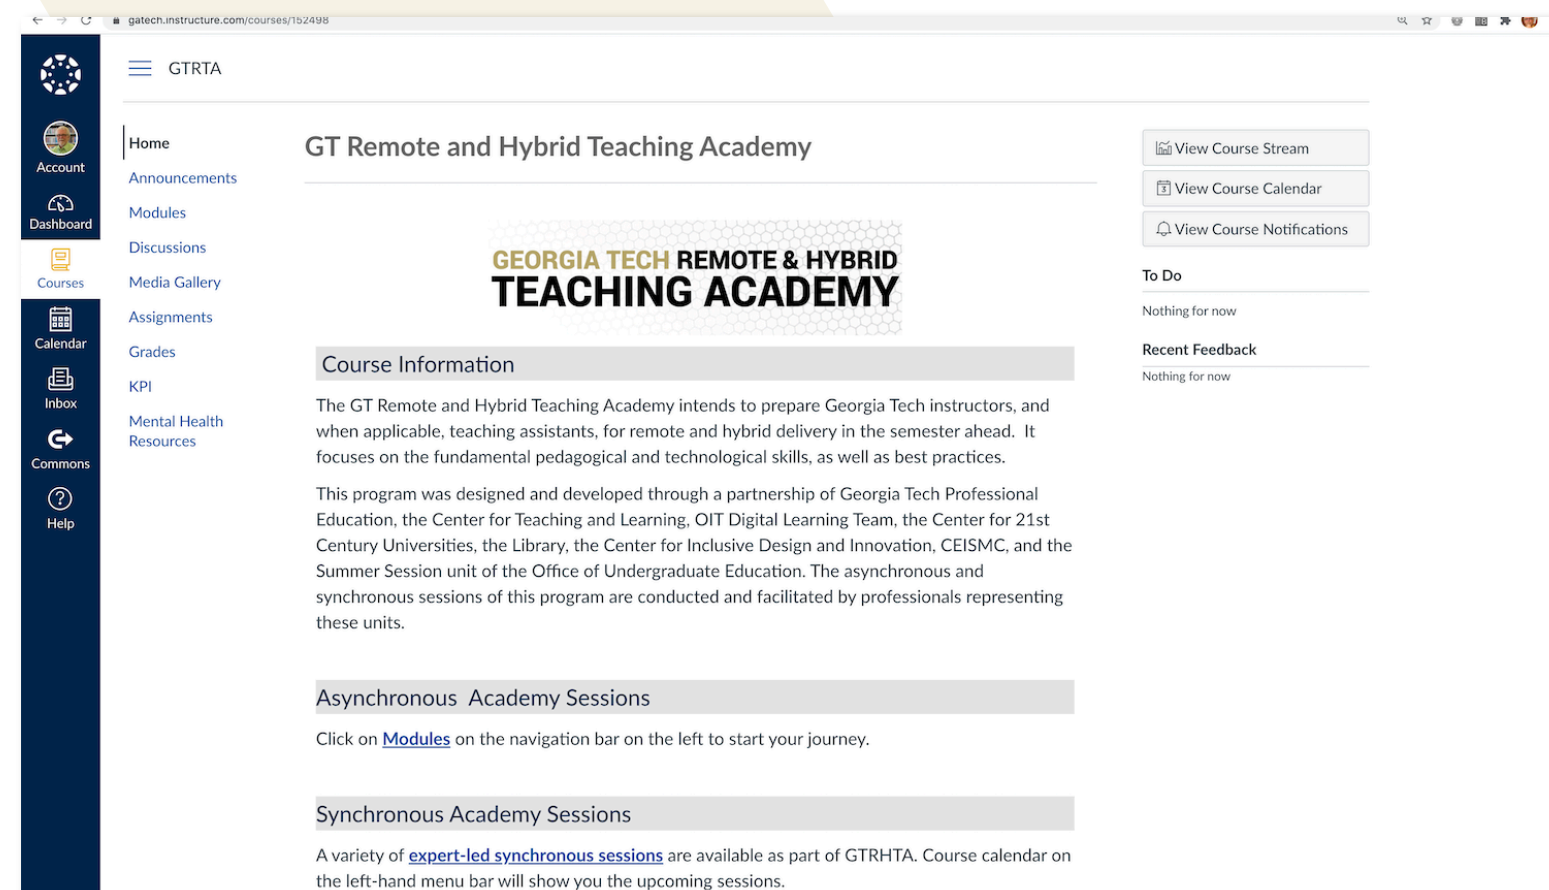 gatech.instructure.com/courses/152498
GTRTA
Account
Dashboard
Courses
Calendar
Inbox
Commons
Help
Home
Announcements
Modules
Discussions
Media Gallery
Assignments
Grades
KPI
Mental Health
Resources
GT Remote and Hybrid Teaching Academy
GEORGIA TECH REMOTE & HYBRID
TEACHING ACADEMY
Course Information
The GT Remote and Hybrid Teaching Academy intends to prepare Georgia Tech instructors, and
when applicable, teaching assistants, for remote and hybrid delivery in the semester ahead.  It
focuses on the fundamental pedagogical and technological skills, as well as best practices.
This program was designed and developed through a partnership of Georgia Tech Professional
Education, the Center for Teaching and Learning, OIT Digital Learning Team, the Center for 21st
Century Universities, the Library, the Center for Inclusive Design and Innovation, CEISMC, and the
Summer Session unit of the Office of Undergraduate Education. The asynchronous and
synchronous sessions of this program are conducted and facilitated by professionals representing
these units.
Asynchronous  Academy Sessions
Click on Modules on the navigation bar on the left to start your journey.
Synchronous Academy Sessions
A variety of expert-led synchronous sessions are available as part of GTRHTA. Course calendar on
the left-hand menu bar will show you the upcoming sessions.
View Course Stream
3 View Course Calendar
View Course Notifications
To Do
Nothing for now
Recent Feedback
Nothing for now